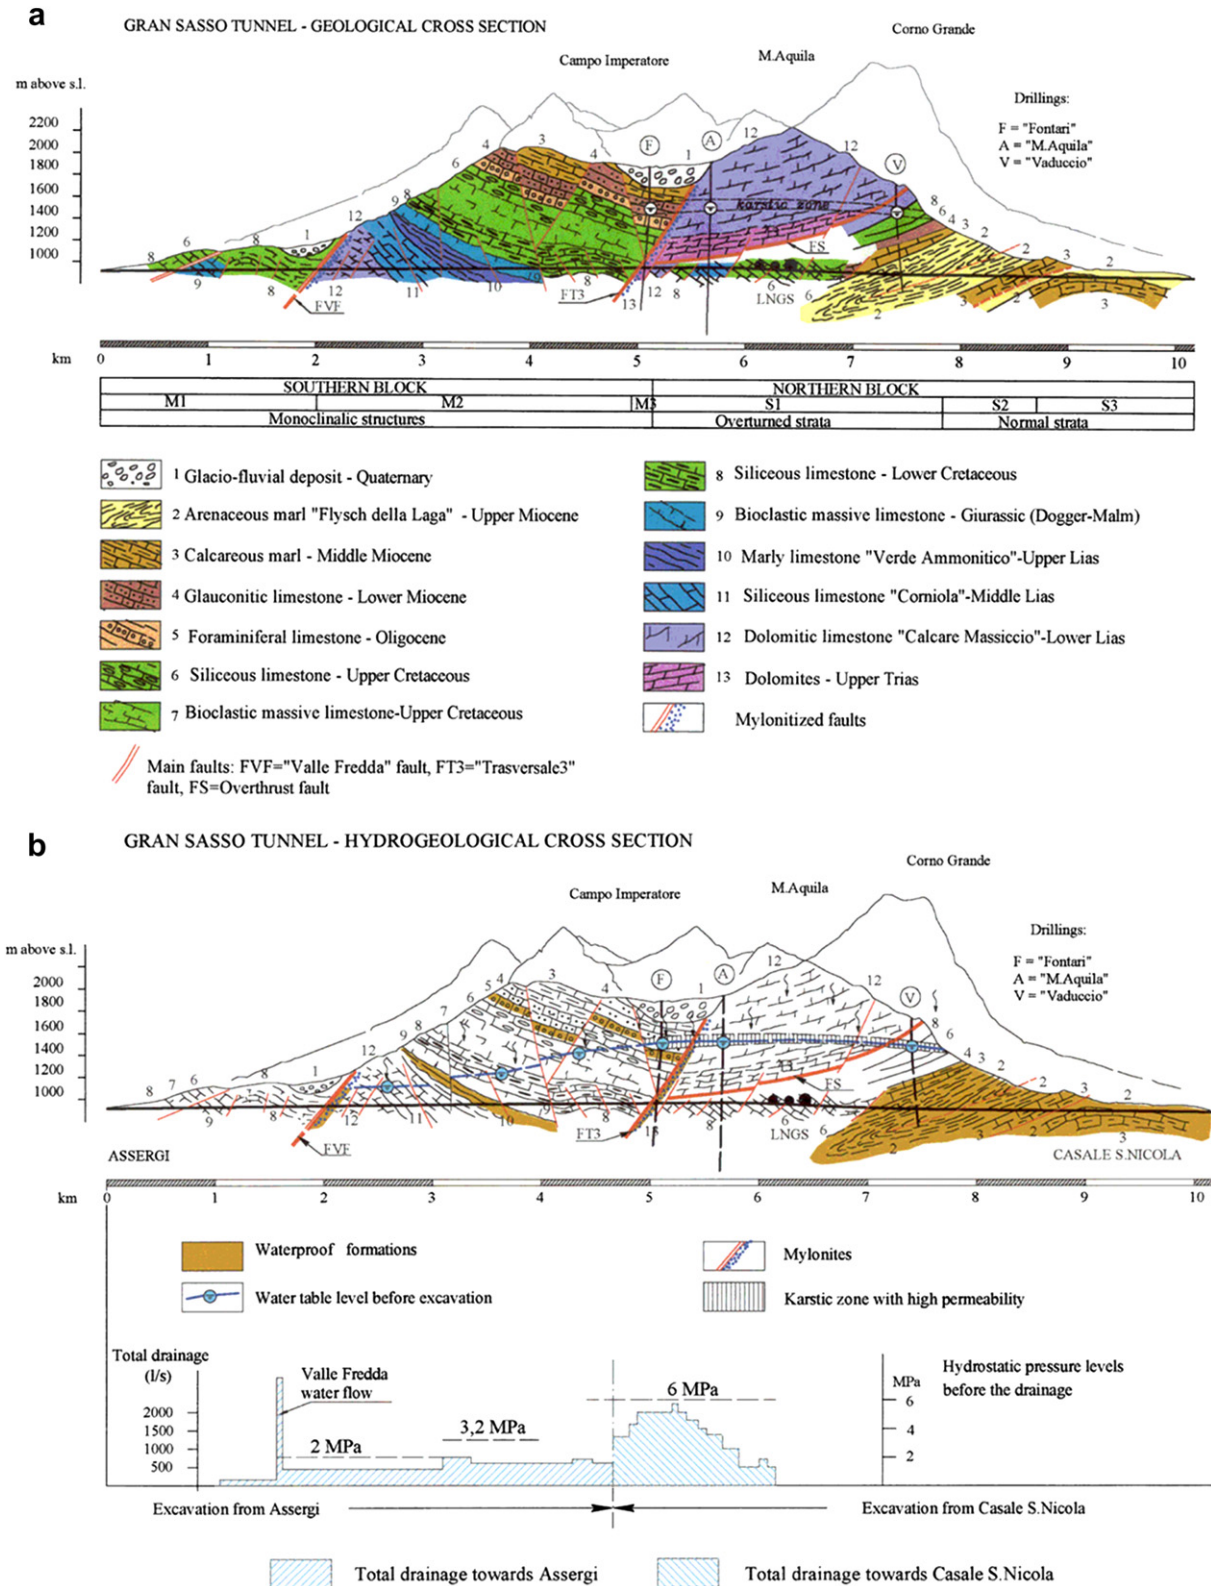 a
GRAN SASSO TUNNEL - GEOLOGICAL CROSS SECTION
Corno Grande
M.Aquila
Campo Imperatore
m above s.l.
Drillings:
F = "Fontari"
A = "M.Aquila"
V = "Vaduccio"
2200
2000
1800
1600
1400
1200
1000
F
A
V
karstic zone
FS
FVF
FT3
LNGS
km 0 1 2 3 4 5 6 7 8 9 10
SOUTHERN BLOCK NORTHERN BLOCK
M1 M2 M3 S1 S2 S3
Monoclinalic structures Overturned strata Normal strata
1 Glacio-fluvial deposit - Quaternary
2 Arenaceous marl "Flysch della Laga" - Upper Miocene
3 Calcareous marl - Middle Miocene
4 Glauconitic limestone - Lower Miocene
5 Foraminiferal limestone - Oligocene
6 Siliceous limestone - Upper Cretaceous
7 Bioclastic massive limestone-Upper Cretaceous
Main faults: FVF="Valle Fredda" fault, FT3="Trasversale3"
fault, FS=Overthrust fault
8 Siliceous limestone - Lower Cretaceous
9 Bioclastic massive limestone - Giurassic (Dogger-Malm)
10 Marly limestone "Verde Ammonitico"-Upper Lias
11 Siliceous limestone "Corniola"-Middle Lias
12 Dolomitic limestone "Calcare Massiccio"-Lower Lias
13 Dolomites - Upper Trias
Mylonitized faults
b
GRAN SASSO TUNNEL - HYDROGEOLOGICAL CROSS SECTION
Corno Grande
M.Aquila
Campo Imperatore
m above s.l.
Drillings:
F = "Fontari"
A = "M.Aquila"
V = "Vaduccio"
2000
1800
1600
1400
1200
1000
F
A
V
FS
FVF
FT3
LNGS
ASSERGI
CASALE S.NICOLA
km 0 1 2 3 4 5 6 7 8 9 10
Waterproof formations
Water table level before excavation
Mylonites
Karstic zone with high permeability
Total drainage
(l/s)
2000
1500
1000
500
Valle Fredda
water flow
2 MPa
3,2 MPa
6 MPa
MPa
6
4
2
Hydrostatic pressure levels
before the drainage
Excavation from Assergi
Excavation from Casale S.Nicola
Total drainage towards Assergi
Total drainage towards Casale S.Nicola